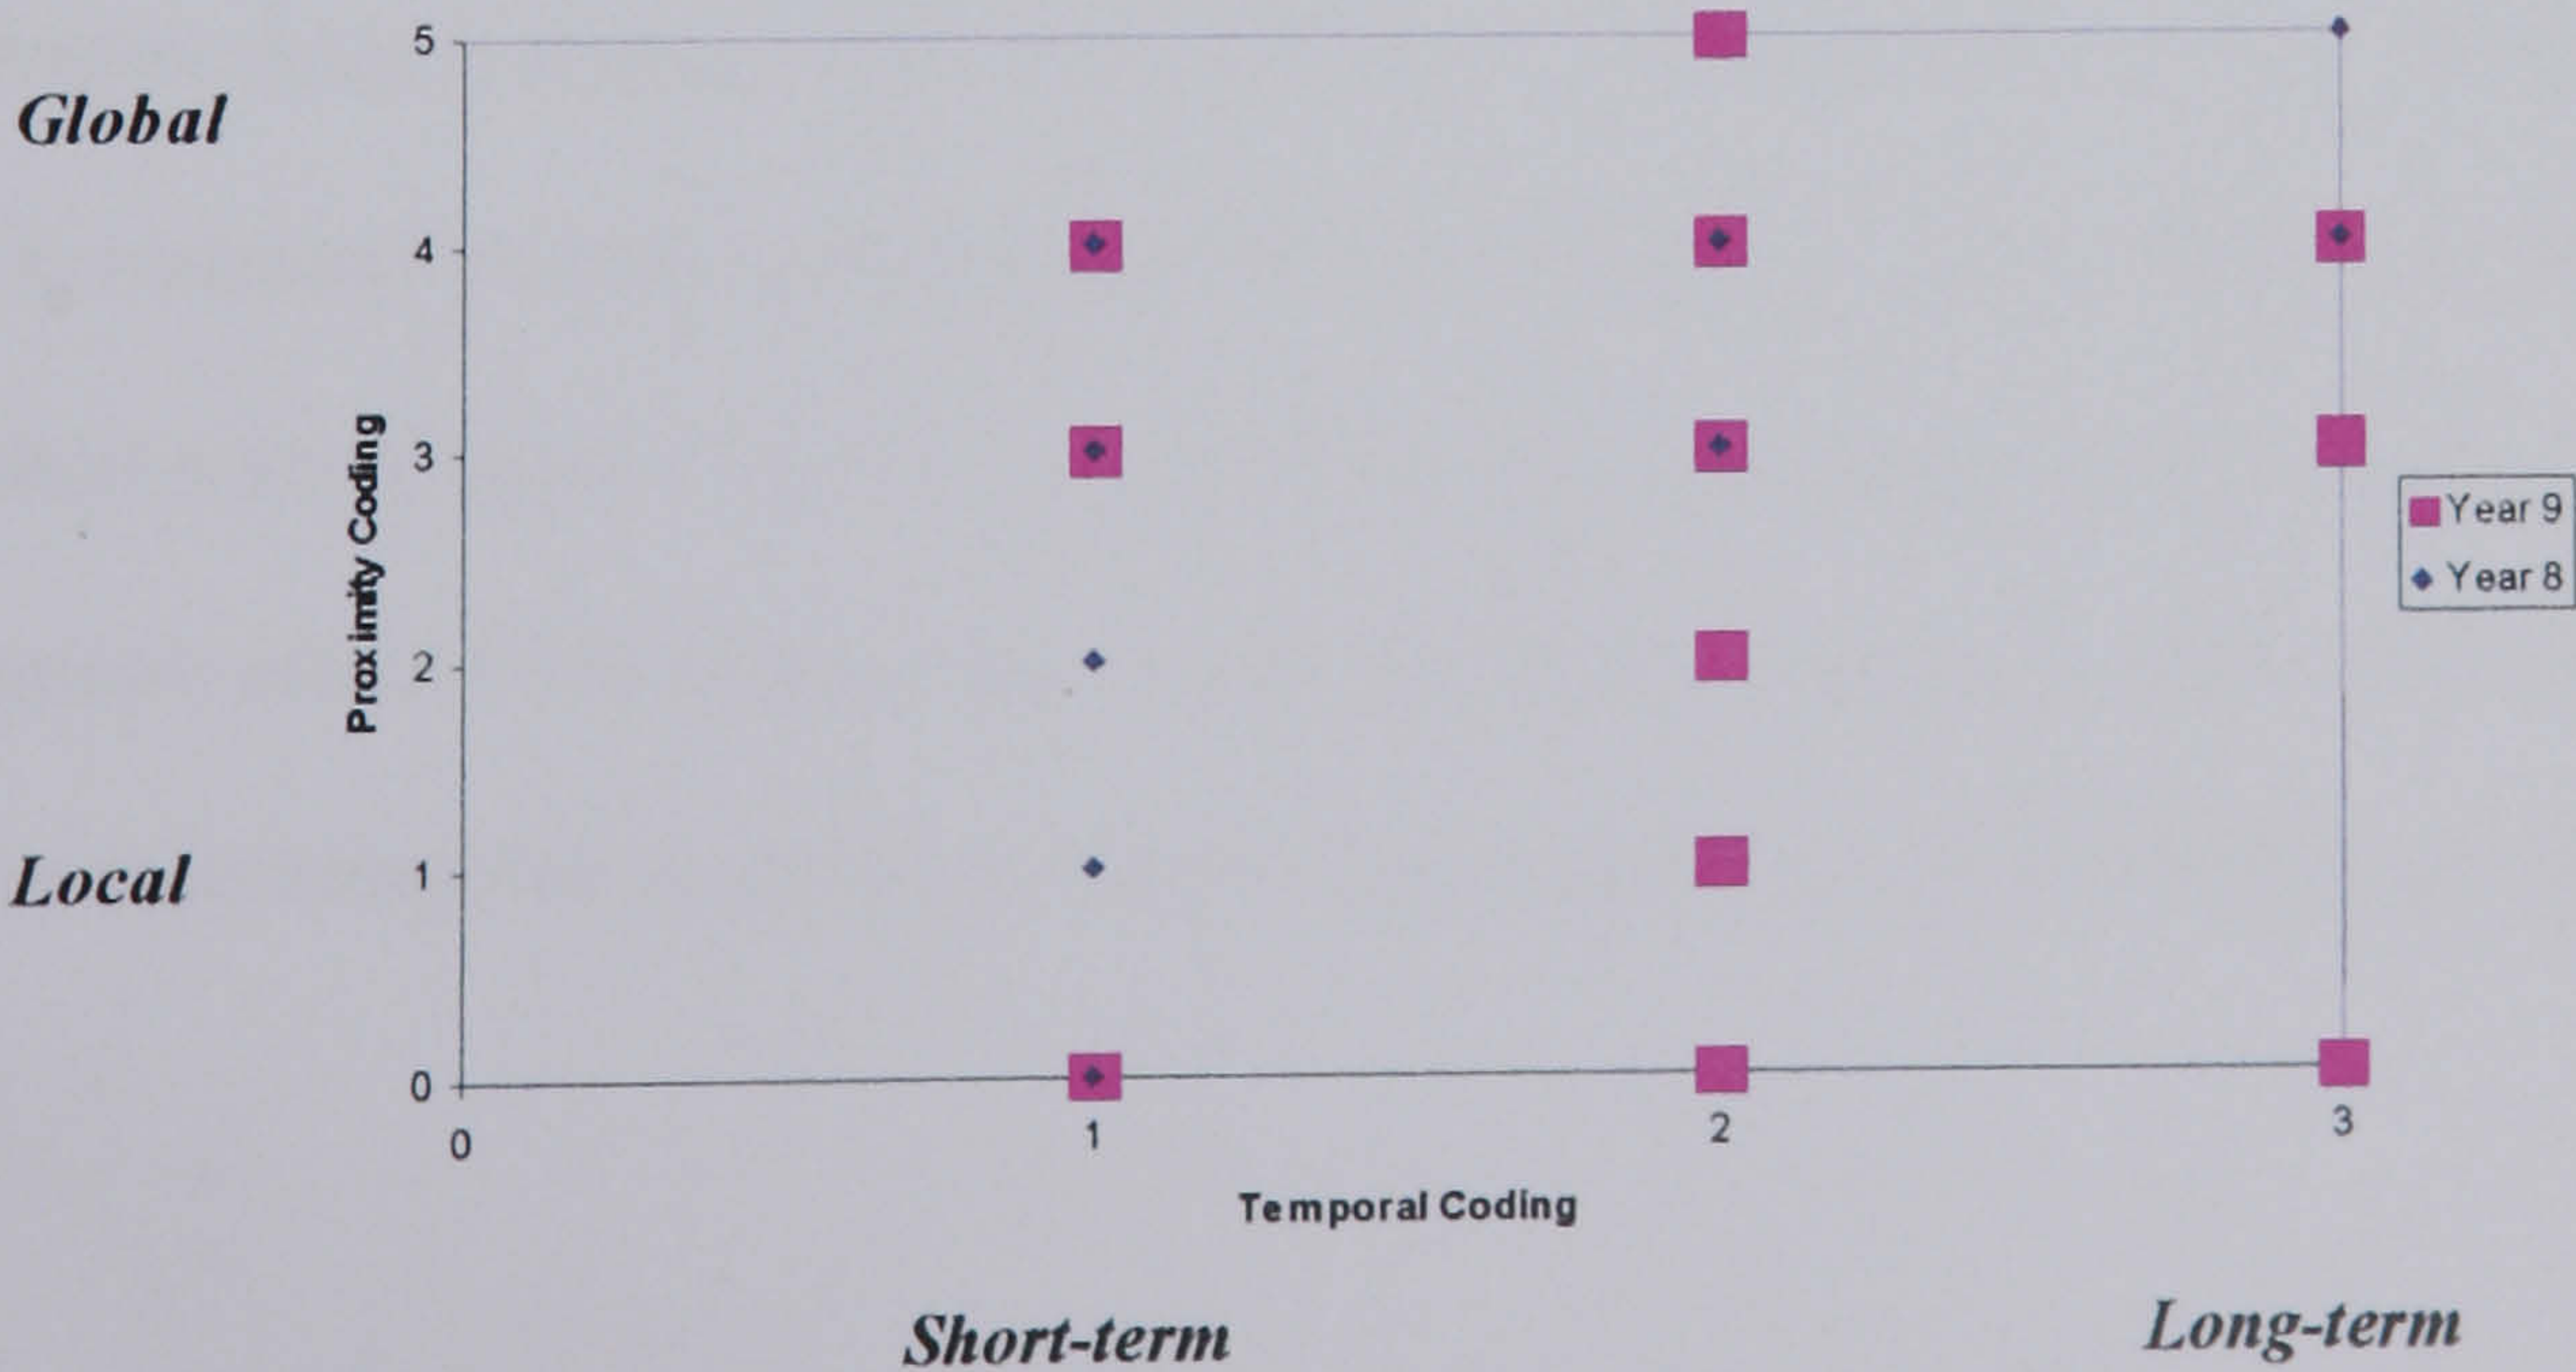 5
Global
4
Proximity Coding
3
Year 9
Year 8
2
Local
1
0
0
1
2
3
Temporal Coding
Short-term
Long-term